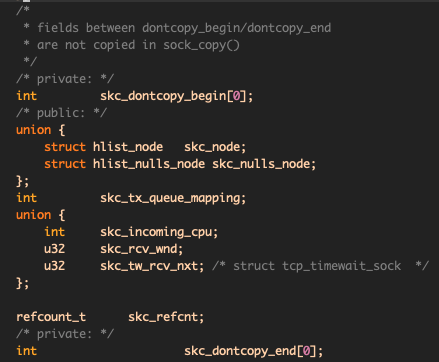 /*
 * fields between dontcopy_begin/dontcopy_end
 * are not copied in sock_copy()
 */
/* private: */
int skc_dontcopy_begin[0];
/* public: */
union {
    struct hlist_node skc_node;
    struct hlist_nulls_node skc_nulls_node;
};
int skc_tx_queue_mapping;
union {
    int skc_incoming_cpu;
    u32 skc_rcv_wnd;
    u32 skc_tw_rcv_nxt; /* struct tcp_timewait_sock  */
};

refcount_t skc_refcnt;
/* private: */
int skc_dontcopy_end[0];